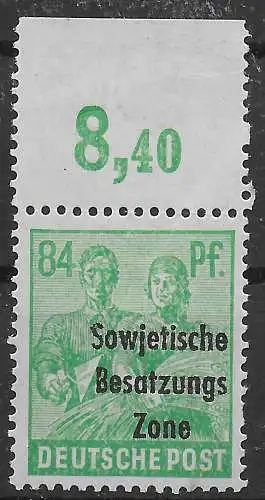 8,40
84 Pf.
Sowjetische
Besatzungs
Zone
DEUTSCHE POST